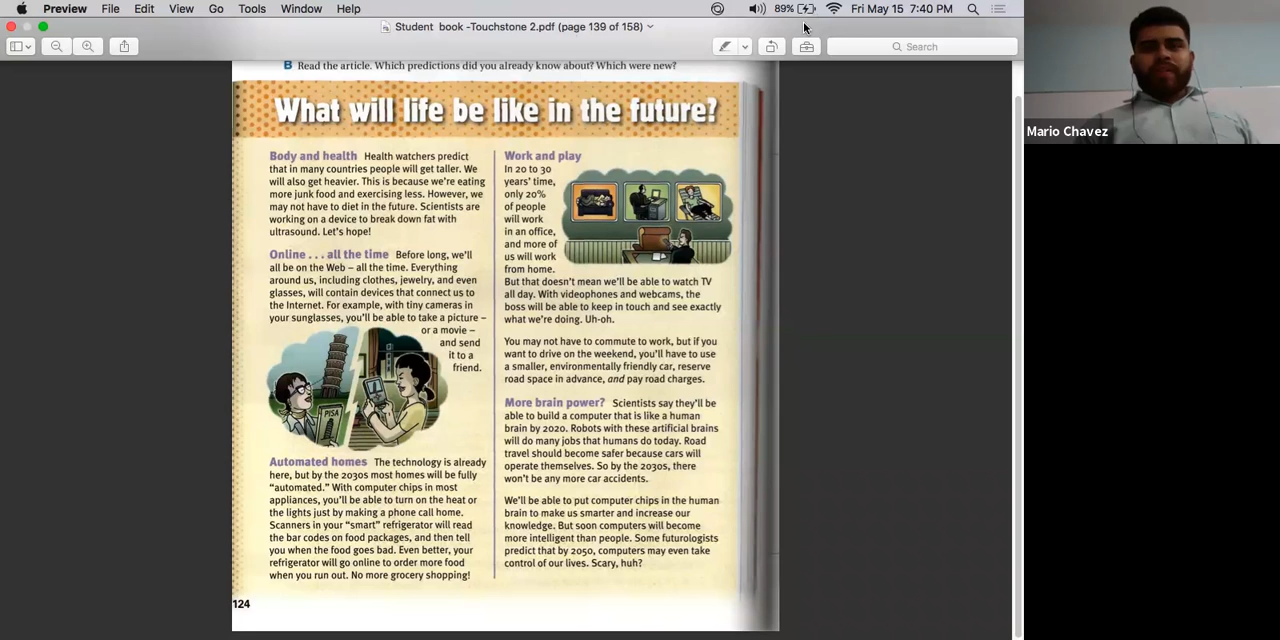 Preview File Edit View Go Tools Window Help
89% Fri May 15 7:40 PM
Student book -Touchstone 2.pdf (page 139 of 158)
Search
B Read the article. Which predictions did you already know about? Which were new?
What will life be like in the future?
Body and health Health watchers predict
that in many countries people will get taller. We
will also get heavier. This is because we're eating
more junk food and exercising less. However, we
may not have to diet in the future. Scientists are
working on a device to break down fat with
ultrasound. Let's hope!
Online . . . all the time Before long, we'll
all be on the Web – all the time. Everything
around us, including clothes, jewelry, and even
glasses, will contain devices that connect us to
the Internet. For example, with tiny cameras in
your sunglasses, you'll be able to take a picture –
or a movie –
and send
it to a
friend.
PISA
Automated homes The technology is already
here, but by the 2030s most homes will be fully
"automated." With computer chips in most
appliances, you'll be able to turn on the heat or
the lights just by making a phone call home.
Scanners in your "smart" refrigerator will read
the bar codes on food packages, and then tell
you when the food goes bad. Even better, your
refrigerator will go online to order more food
when you run out. No more grocery shopping!
Work and play
In 20 to 30
years' time,
only 20%
of people
will work
in an office,
and more of
us will work
from home.
But that doesn't mean we'll be able to watch TV
all day. With videophones and webcams, the
boss will be able to keep in touch and see exactly
what we're doing. Uh-oh.
You may not have to commute to work, but if you
want to drive on the weekend, you'll have to use
a smaller, environmentally friendly car, reserve
road space in advance, and pay road charges.
More brain power? Scientists say they'll be
able to build a computer that is like a human
brain by 2020. Robots with these artificial brains
will do many jobs that humans do today. Road
travel should become safer because cars will
operate themselves. So by the 2030s, there
won't be any more car accidents.
We'll be able to put computer chips in the human
brain to make us smarter and increase our
knowledge. But soon computers will become
more intelligent than people. Some futurologists
predict that by 2050, computers may even take
control of our lives. Scary, huh?
124
Mario Chavez